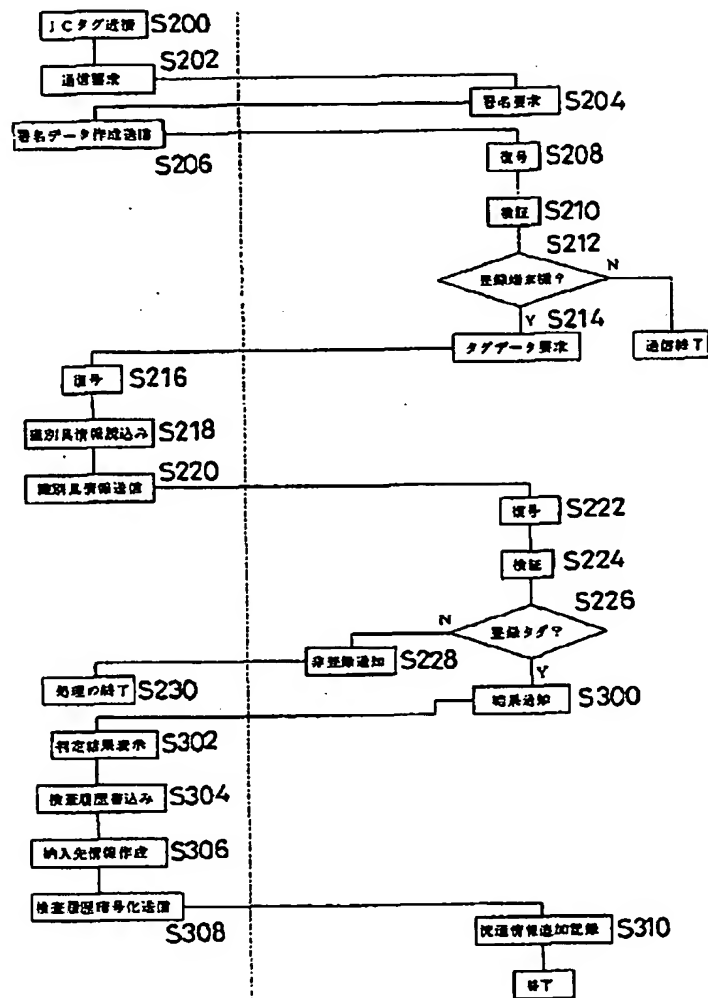 ICタグ近接 S200
S202
通信要求
署名要求 S204
署名データ作成送信
S206
復号 S208
検証 S210
S212
登録端末機?
N
Y S214
タグデータ要求
通信終了
復号 S216
識別具情報読込み S218
S220
識別具情報送信
復号 S222
検証 S224
S226
登録タグ?
N
非登録通知 S228
Y
処理の終了 S230
結果通知 S300
判定結果表示 S302
検査履歴書込み S304
納入先情報作成 S306
検査履歴暗号化送信
S308
流通情報追加記録 S310
終了